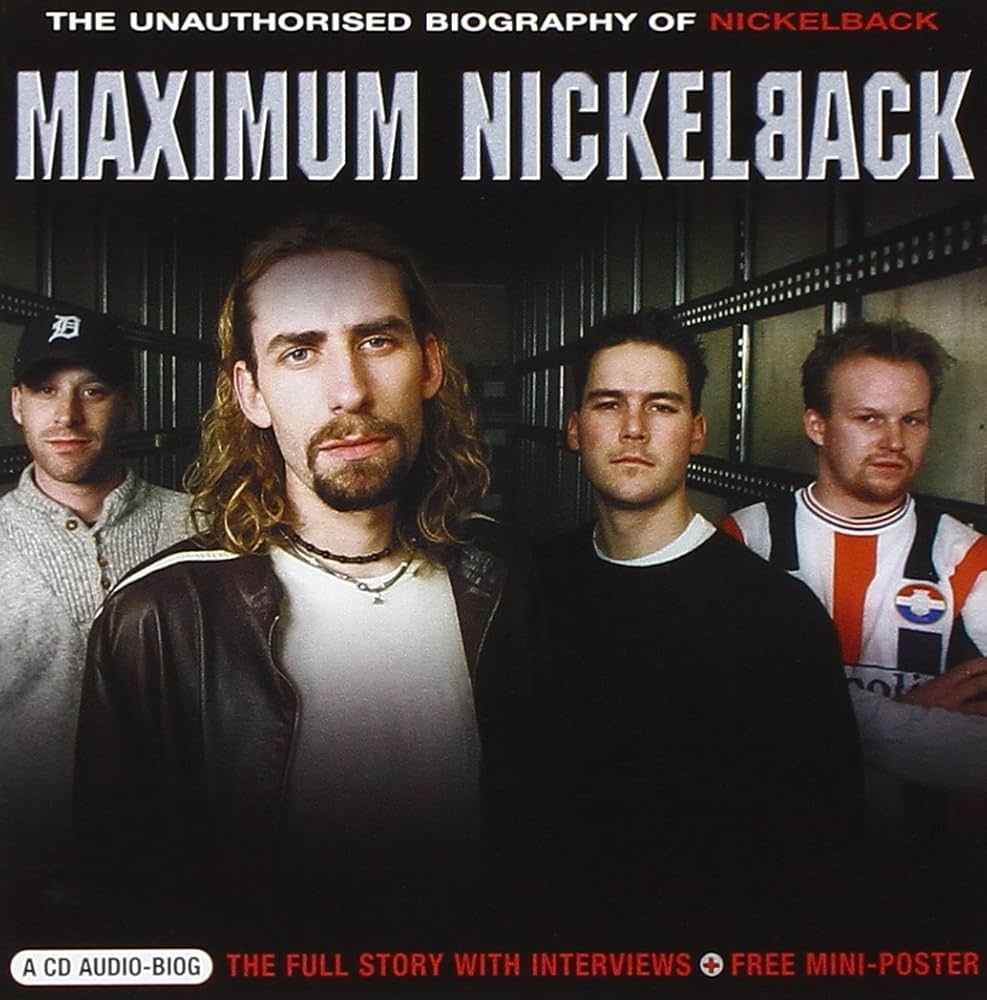 THE UNAUTHORISED BIOGRAPHY OF NICKELBACK
MAXIMUM NICKELBACK
D
A CD AUDIO-BIOG THE FULL STORY WITH INTERVIEWS + FREE MINI-POSTER